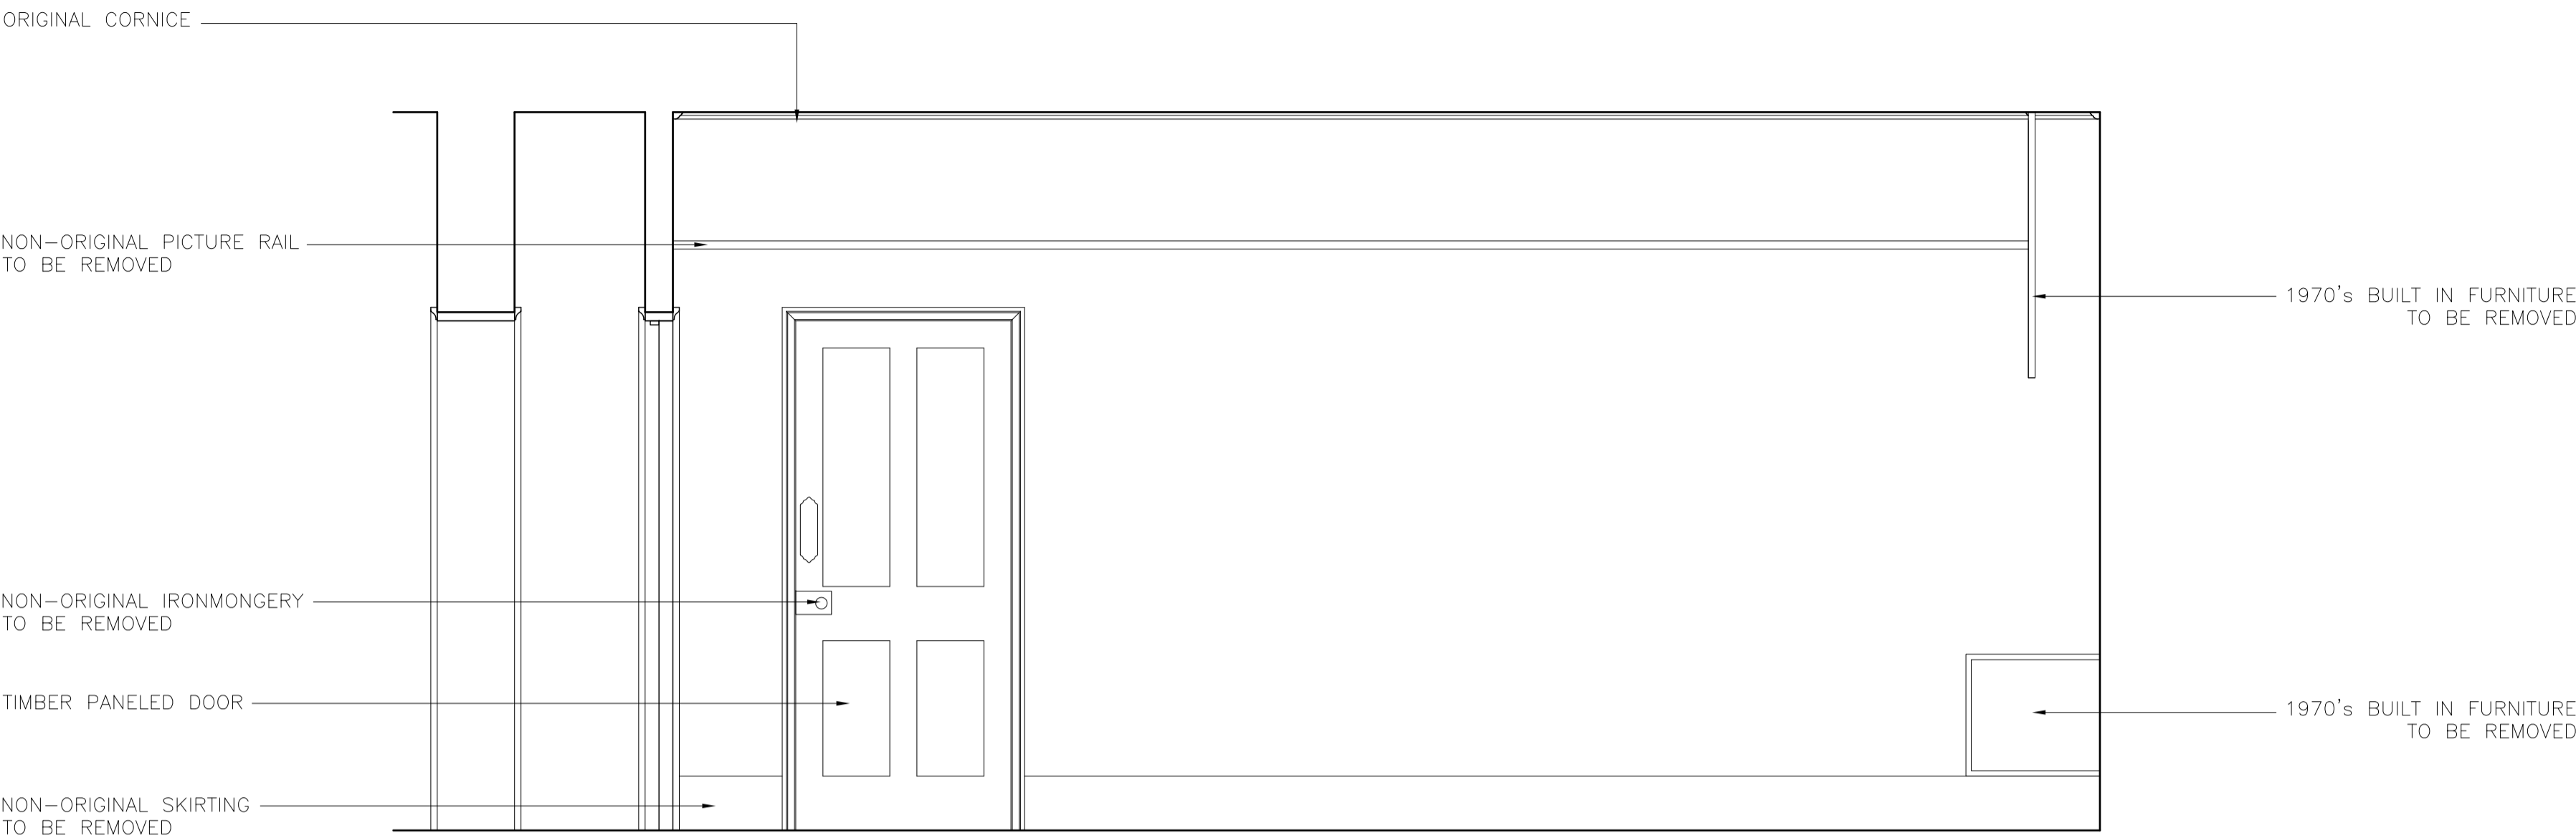 ORIGINAL CORNICE
NON-ORIGINAL PICTURE RAIL
TO BE REMOVED
1970's BUILT IN FURNITURE
TO BE REMOVED
NON-ORIGINAL IRONMONGERY
TO BE REMOVED
TIMBER PANELED DOOR
1970's BUILT IN FURNITURE
TO BE REMOVED
NON-ORIGINAL SKIRTING
TO BE REMOVED